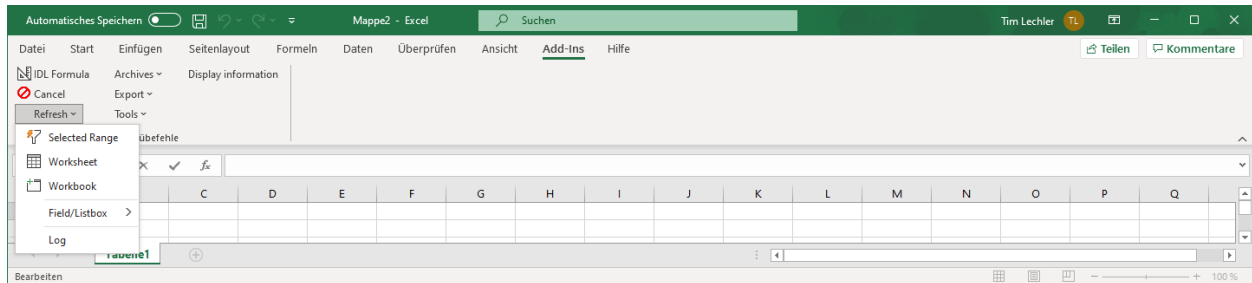 Automatisches Speichern Mappe2 - Excel Suchen Tim Lechler TL
Datei Start Einfügen Seitenlayout Formeln Daten Überprüfen Ansicht Add-Ins Hilfe Teilen Kommentare
IDL Formula Archives Display information
Cancel Export
Refresh Tools
Selected Range übefehle
Worksheet fx
Workbook
C D E F G H I J K L M N O P Q
Field/Listbox
Log
Tabelle1
Bearbeiten 100 %